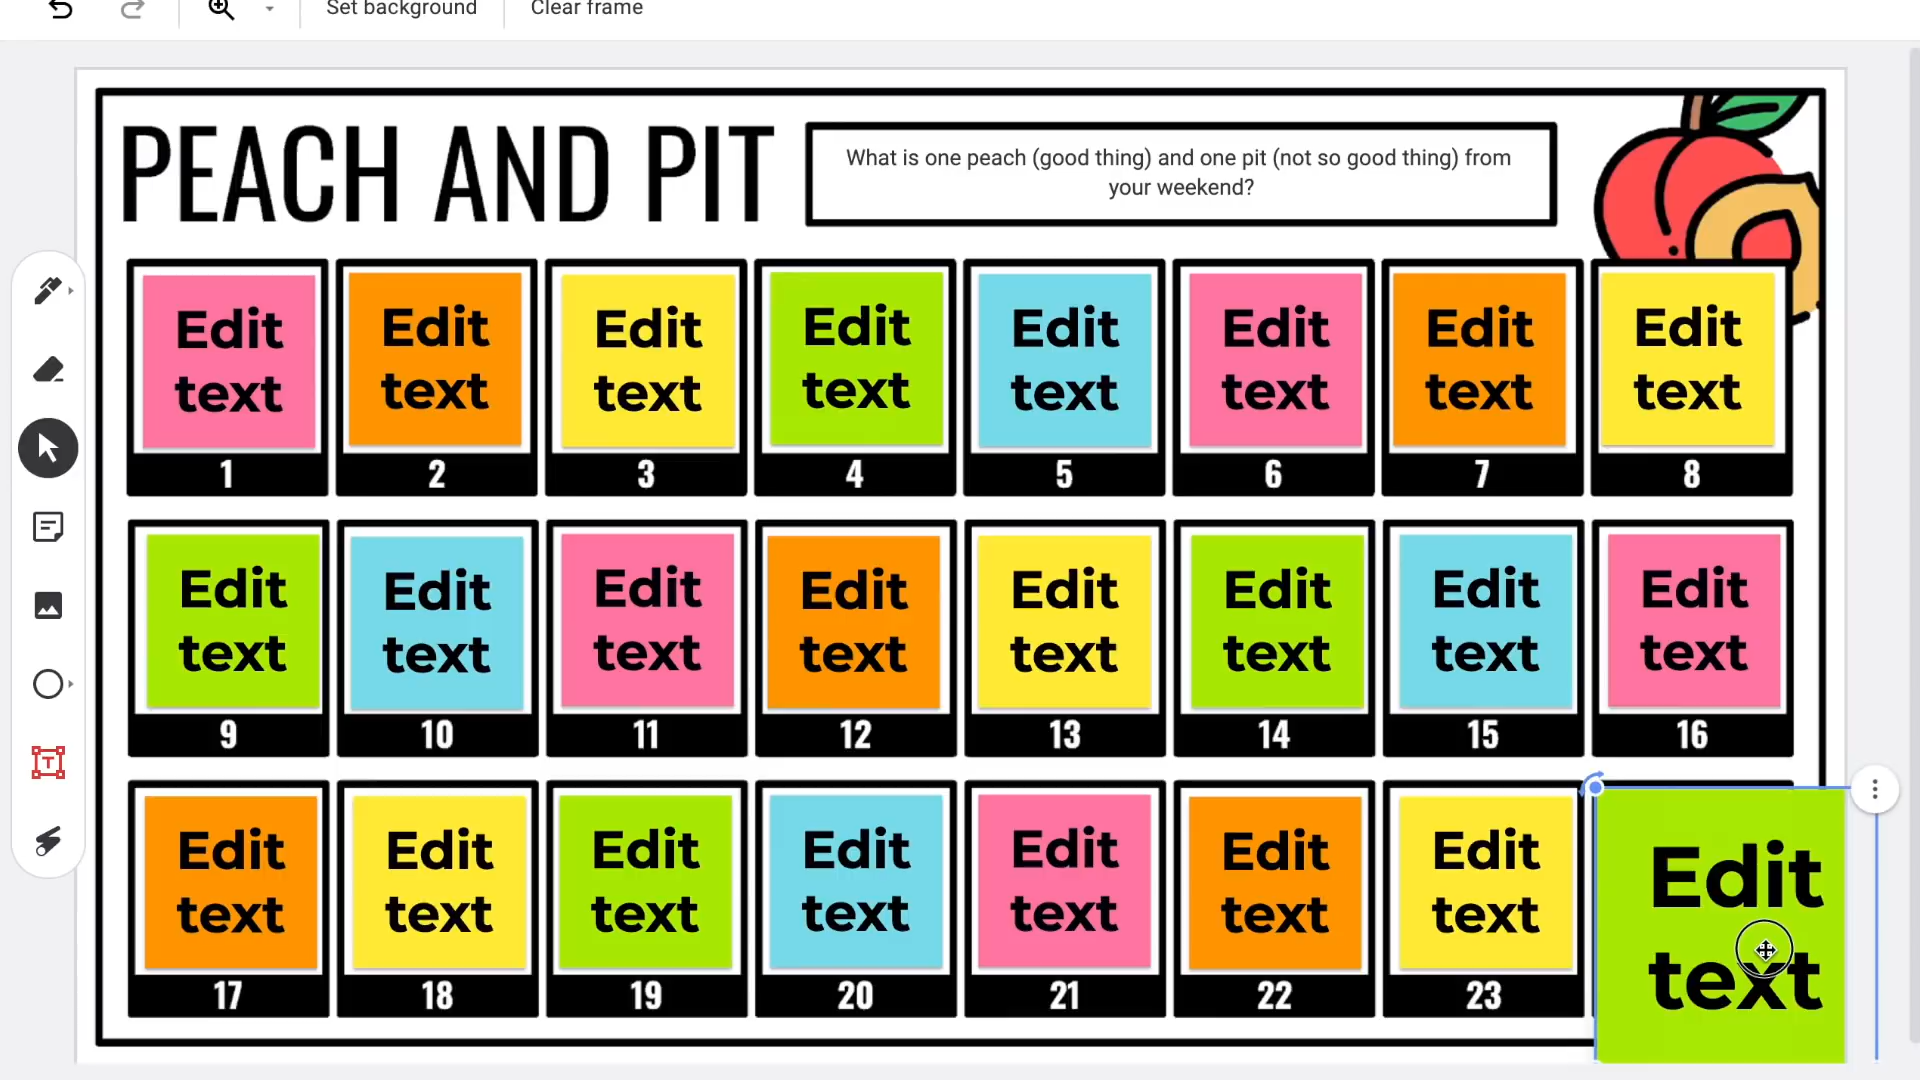 Set background Clear frame
PEACH AND PIT
What is one peach (good thing) and one pit (not so good thing) from
your weekend?
Edit Edit Edit Edit Edit Edit Edit Edit
text text text text text text text text
1 2 3 4 5 6 7 8
Edit Edit Edit Edit Edit Edit Edit Edit
text text text text text text text text
9 10 11 12 13 14 15 16
Edit Edit Edit Edit Edit Edit Edit Edit
text text text text text text text text
17 18 19 20 21 22 23
T